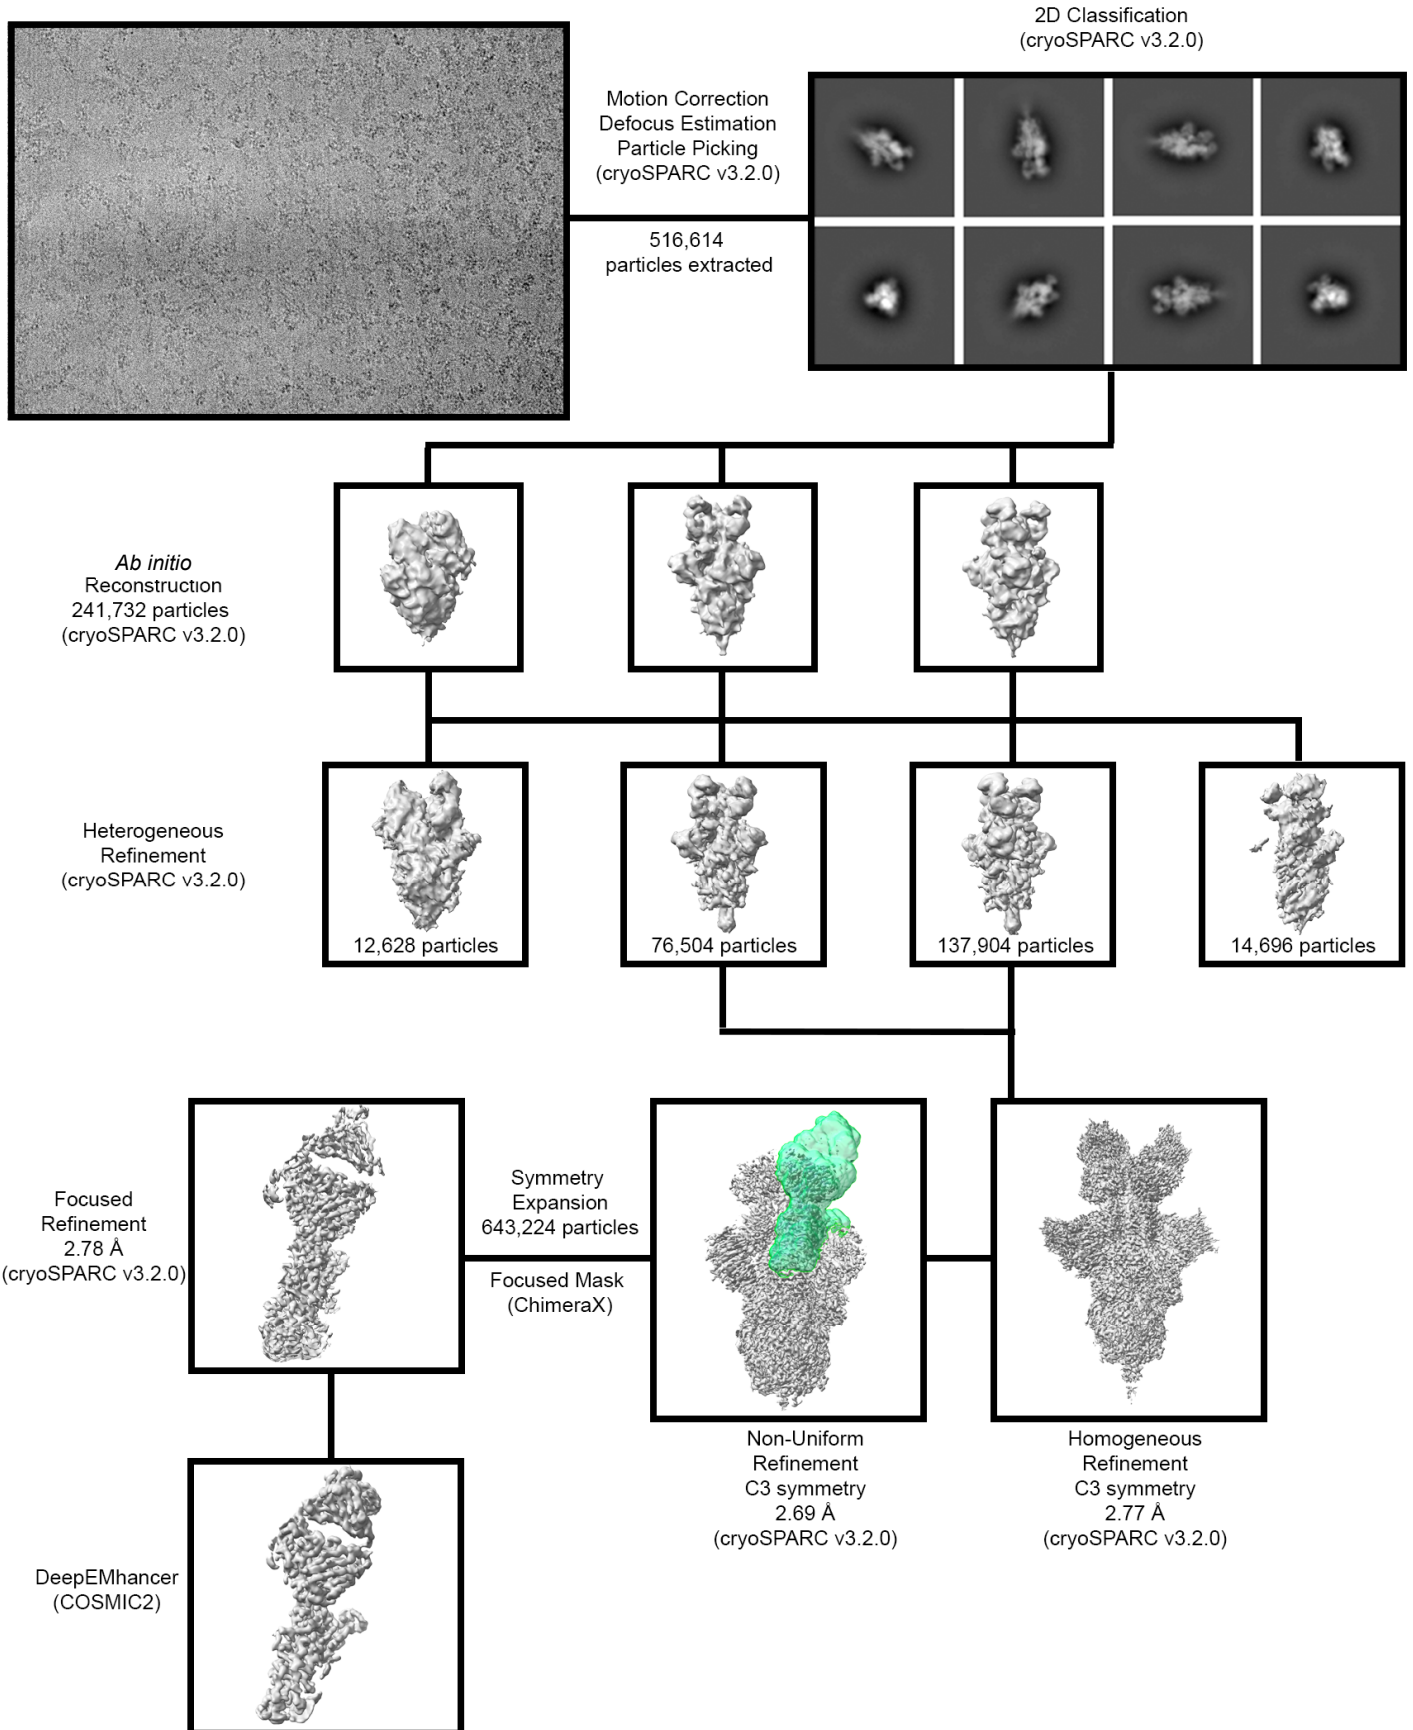 2D Classification
(cryoSPARC v3.2.0)
Motion Correction
Defocus Estimation
Particle Picking
(cryoSPARC v3.2.0)
516,614
particles extracted
Ab initio
Reconstruction
241,732 particles
(cryoSPARC v3.2.0)
Heterogeneous
Refinement
(cryoSPARC v3.2.0)
12,628 particles
76,504 particles
137,904 particles
14,696 particles
Focused
Refinement
2.78 Å
(cryoSPARC v3.2.0)
Symmetry
Expansion
643,224 particles
Focused Mask
(ChimeraX)
Non-Uniform
Refinement
C3 symmetry
2.69 Å
(cryoSPARC v3.2.0)
Homogeneous
Refinement
C3 symmetry
2.77 Å
(cryoSPARC v3.2.0)
DeepEMhancer
(COSMIC2)